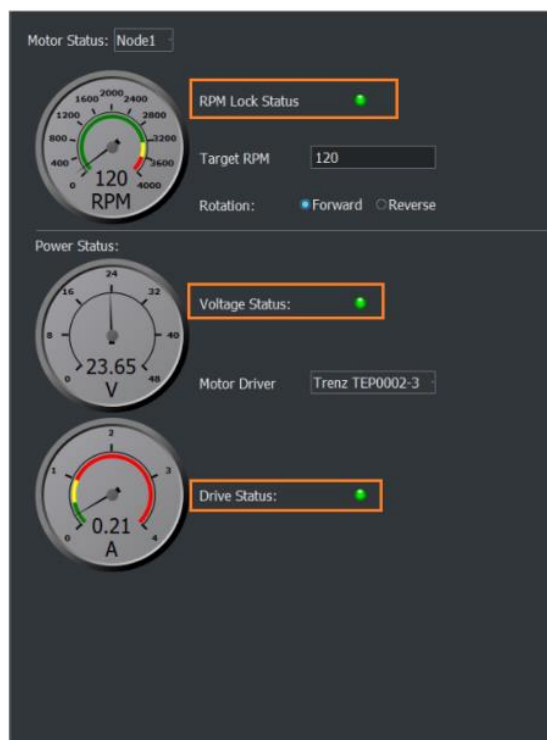 Motor Status: Node1
0 400 800 1200 1600 2000 2400 2800 3200 3600 4000
120
RPM
RPM Lock Status
Target RPM 120
Rotation: Forward Reverse
Power Status:
0 8 16 24 32 40 48
23.65
V
Voltage Status:
Motor Driver Trenz TEP0002-3
0 1 2 3 4
0.21
A
Drive Status: